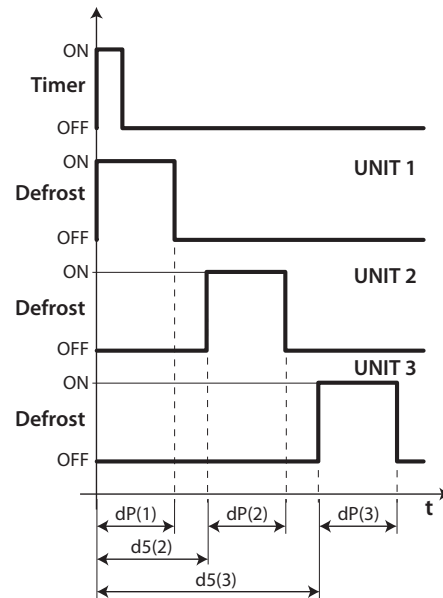 ON
Timer
OFF
ON
UNIT 1
Defrost
OFF
ON
UNIT 2
Defrost
OFF
UNIT 3
ON
Defrost
OFF
t
dP(1) dP(2) dP(3)
d5(2)
d5(3)